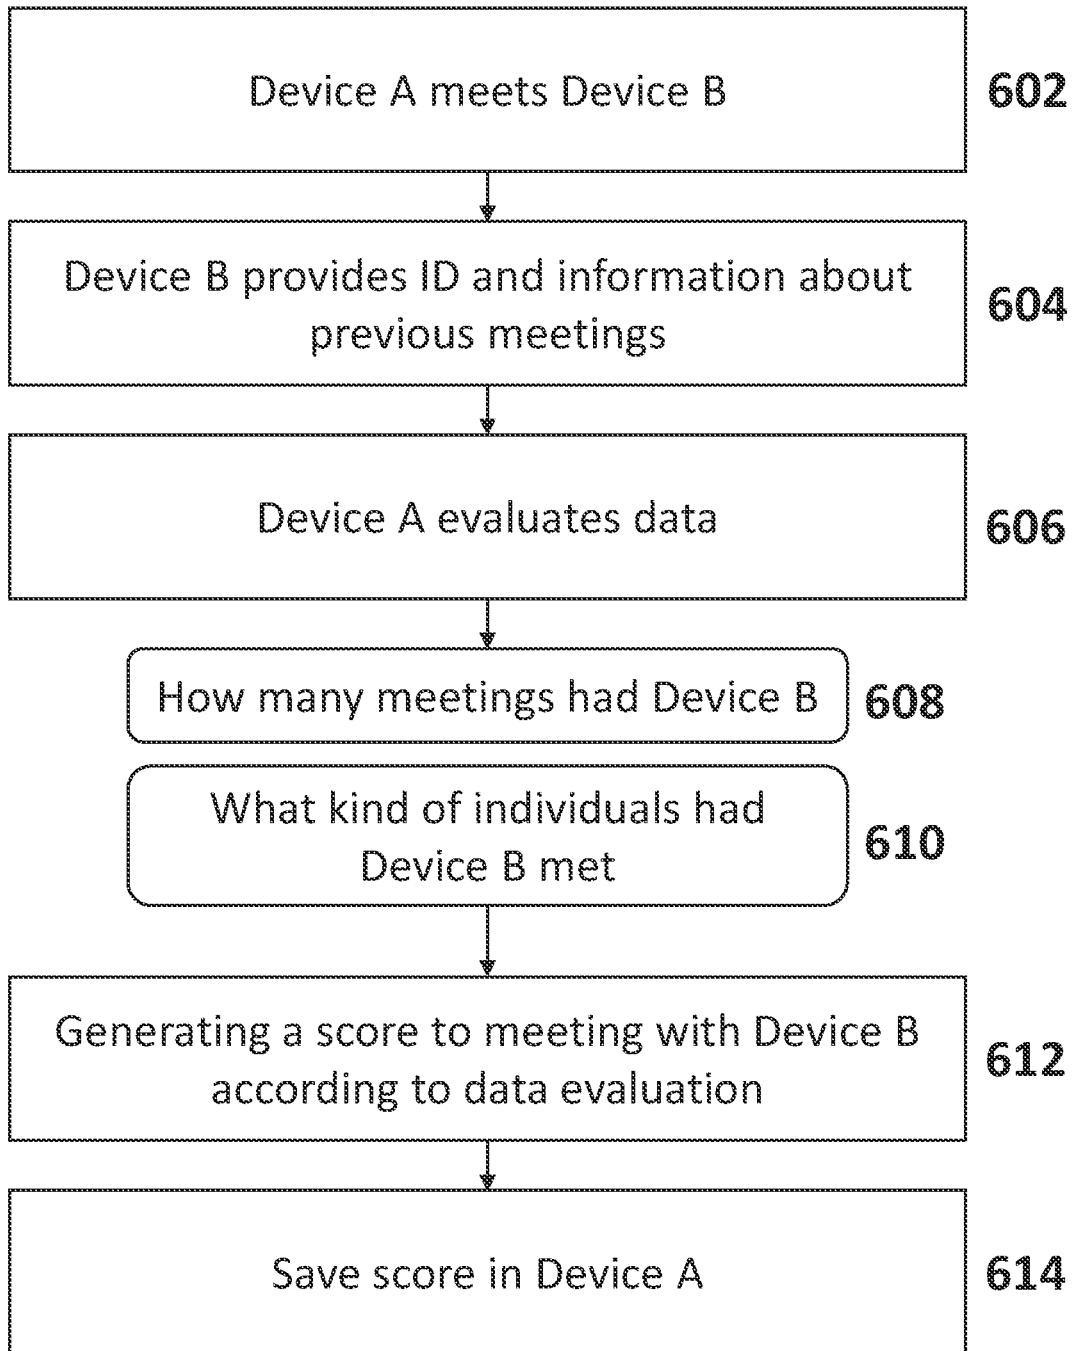 Device A meets Device B
602
Device B provides ID and information about
previous meetings
604
Device A evaluates data
606
How many meetings had Device B
608
What kind of individuals had
Device B met
610
Generating a score to meeting with Device B
according to data evaluation
612
Save score in Device A
614